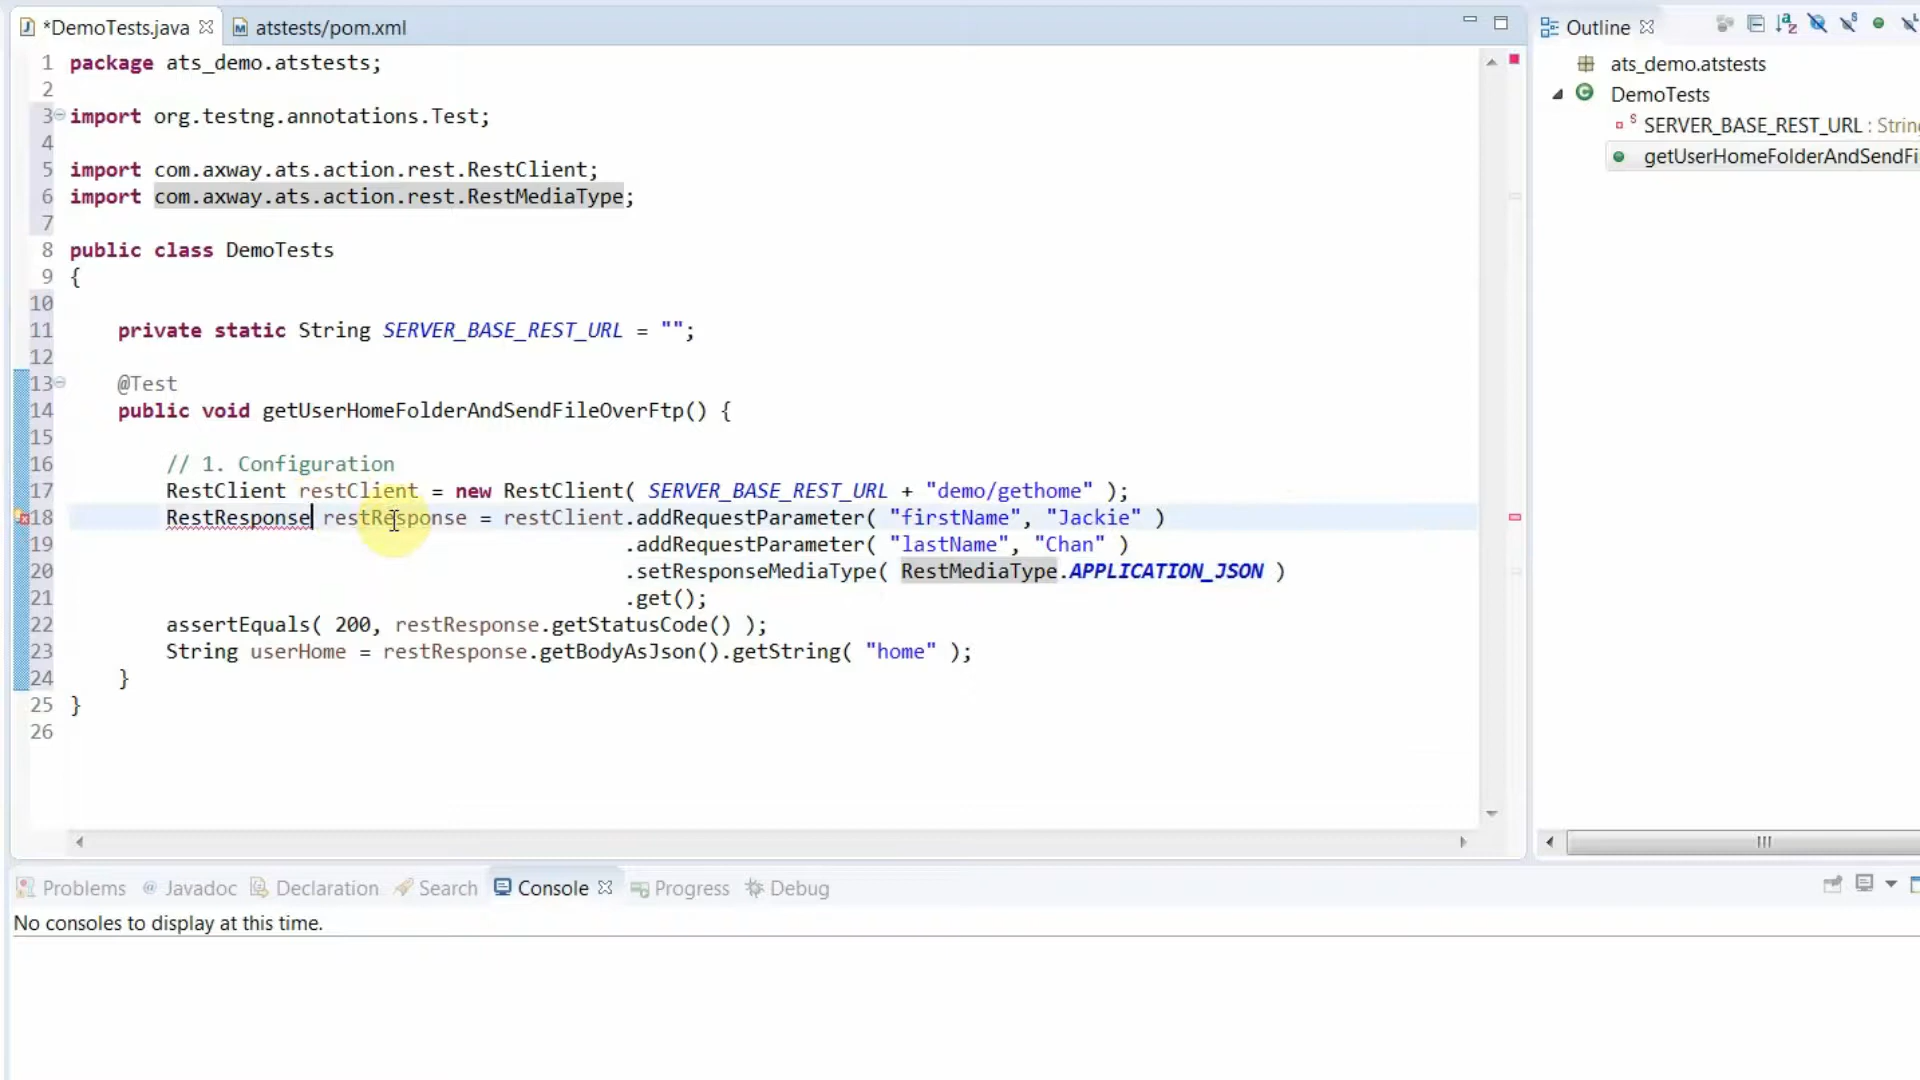 *DemoTests.java atstests/pom.xml
1 package ats_demo.atstests;
2
3 import org.testng.annotations.Test;
4
5 import com.axway.ats.action.rest.RestClient;
6 import com.axway.ats.action.rest.RestMediaType;
7
8 public class DemoTests
9 {
10
11 private static String SERVER_BASE_REST_URL = "";
12
13 @Test
14 public void getUserHomeFolderAndSendFileOverFtp() {
15
16 // 1. Configuration
17 RestClient restClient = new RestClient( SERVER_BASE_REST_URL + "demo/gethome" );
18 RestResponse restResponse = restClient.addRequestParameter( "firstName", "Jackie" )
19 .addRequestParameter( "lastName", "Chan" )
20 .setResponseMediaType( RestMediaType.APPLICATION_JSON )
21 .get();
22 assertEquals( 200, restResponse.getStatusCode() );
23 String userHome = restResponse.getBodyAsJson().getString( "home" );
24 }
25 }
26
Outline
ats_demo.atstests
DemoTests
SERVER_BASE_REST_URL : String
getUserHomeFolderAndSendFi
Problems @ Javadoc Declaration Search Console Progress Debug
No consoles to display at this time.